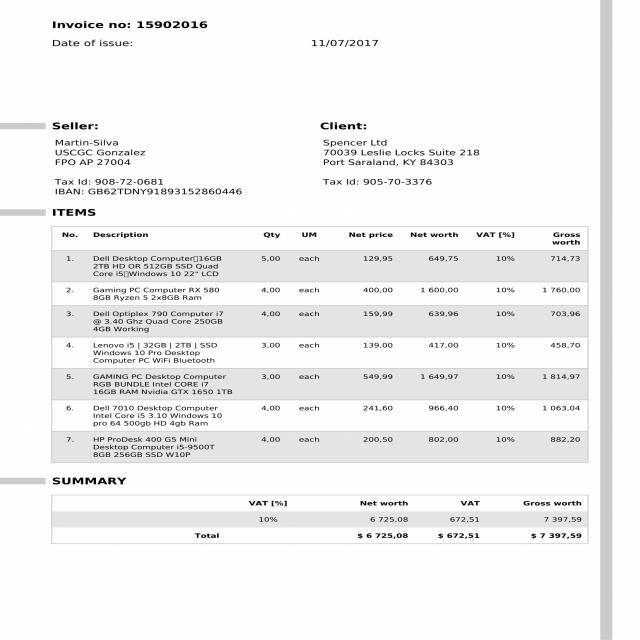 Invoice no: 15902016
Date of issue: 11/07/2017
Seller: Client:
Martin-Silva Spencer Ltd
USCGC Gonzalez 70039 Leslie Locks Suite 218
FPO AP 27004 Port Saraland, KY 84303
Tax Id: 908-72-0681 Tax Id: 905-70-3376
IBAN: GB62TDNY91893152860446
ITEMS
No. Description Qty UM Net price Net worth VAT [%] Gross
worth
1. Dell Desktop Computer▯16GB 5,00 each 129,95 649,75 10% 714,73
2TB HD OR 512GB SSD Quad
Core i5▯Windows 10 22" LCD
2. Gaming PC Computer RX 580 4,00 each 400,00 1 600,00 10% 1 760,00
8GB Ryzen 5 2x8GB Ram
3. Dell Optiplex 790 Computer i7 4,00 each 159,99 639,96 10% 703,96
@ 3.40 Ghz Quad Core 250GB
4GB Working
4. Lenovo i5 | 32GB | 2TB | SSD 3,00 each 139,00 417,00 10% 458,70
Windows 10 Pro Desktop
Computer PC WiFi Bluetooth
5. GAMING PC Desktop Computer 3,00 each 549,99 1 649,97 10% 1 814,97
RGB BUNDLE Intel CORE i7
16GB RAM Nvidia GTX 1650 1TB
6. Dell 7010 Desktop Computer 4,00 each 241,60 966,40 10% 1 063,04
Intel Core i5 3.10 Windows 10
pro 64 500gb HD 4gb Ram
7. HP ProDesk 400 G5 Mini 4,00 each 200,50 802,00 10% 882,20
Desktop Computer i5-9500T
8GB 256GB SSD W10P
SUMMARY
VAT [%] Net worth VAT Gross worth
10% 6 725,08 672,51 7 397,59
Total $ 6 725,08 $ 672,51 $ 7 397,59